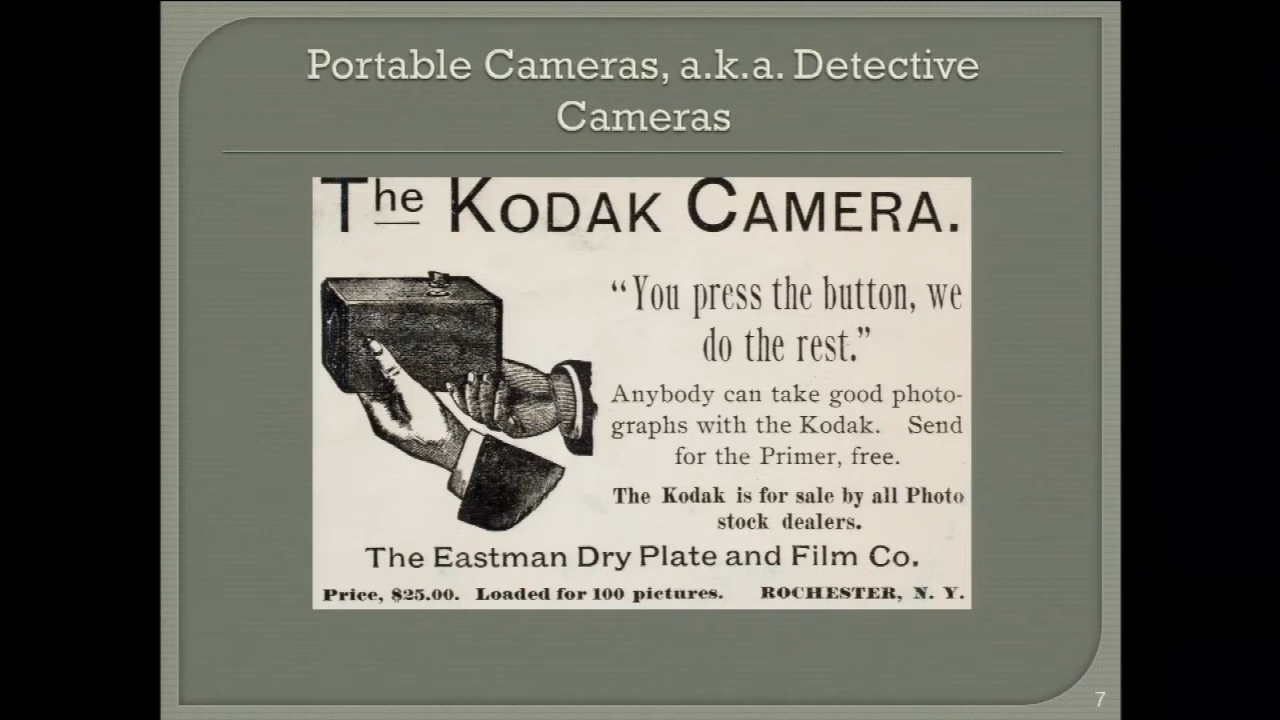 Portable Cameras, a.k.a. Detective
Cameras
The KODAK CAMERA.
“You press the button, we
do the rest.”
Anybody can take good photo-
graphs with the Kodak. Send
for the Primer, free.
The Kodak is for sale by all Photo
stock dealers.
The Eastman Dry Plate and Film Co.
Price, $25.00. Loaded for 100 pictures. ROCHESTER, N. Y.
7